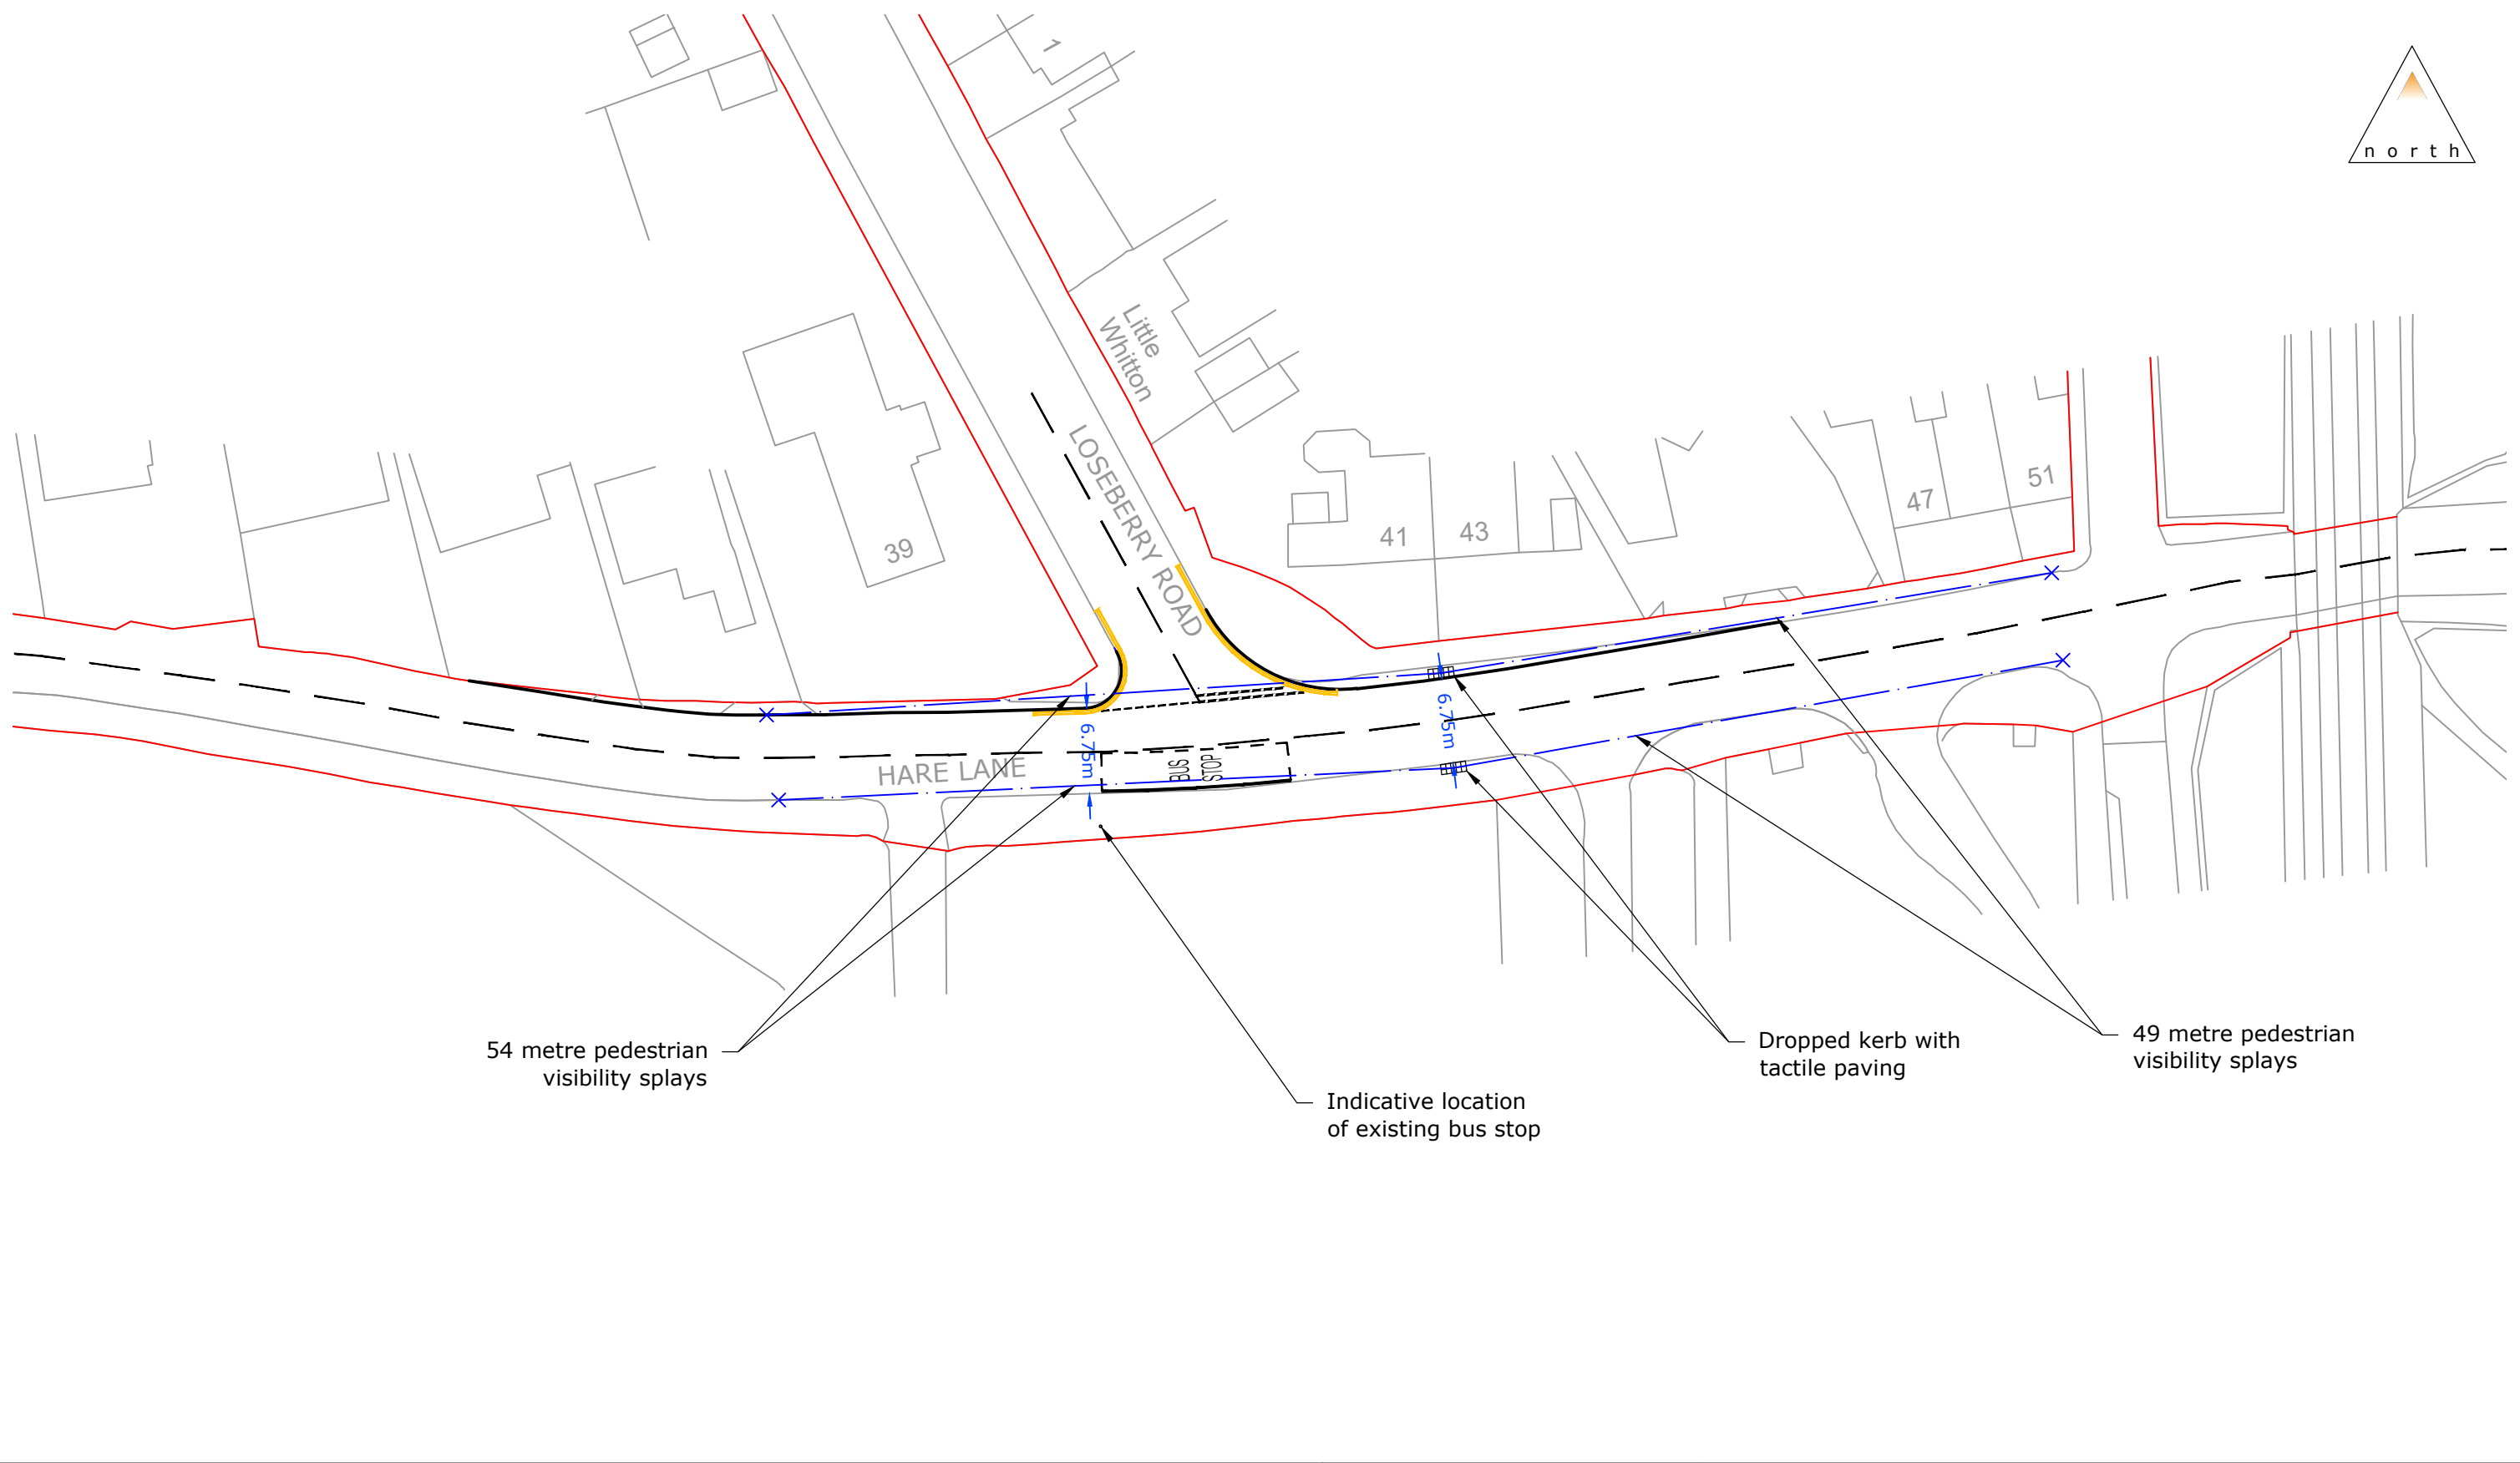 1
north
Little
Whitton
LOSEBERRY ROAD
39
41
43
47
51
6.75m
6.75m
HARE LANE
BUS
STOP
54 metre pedestrian
visibility splays
Indicative location
of existing bus stop
Dropped kerb with
tactile paving
49 metre pedestrian
visibility splays